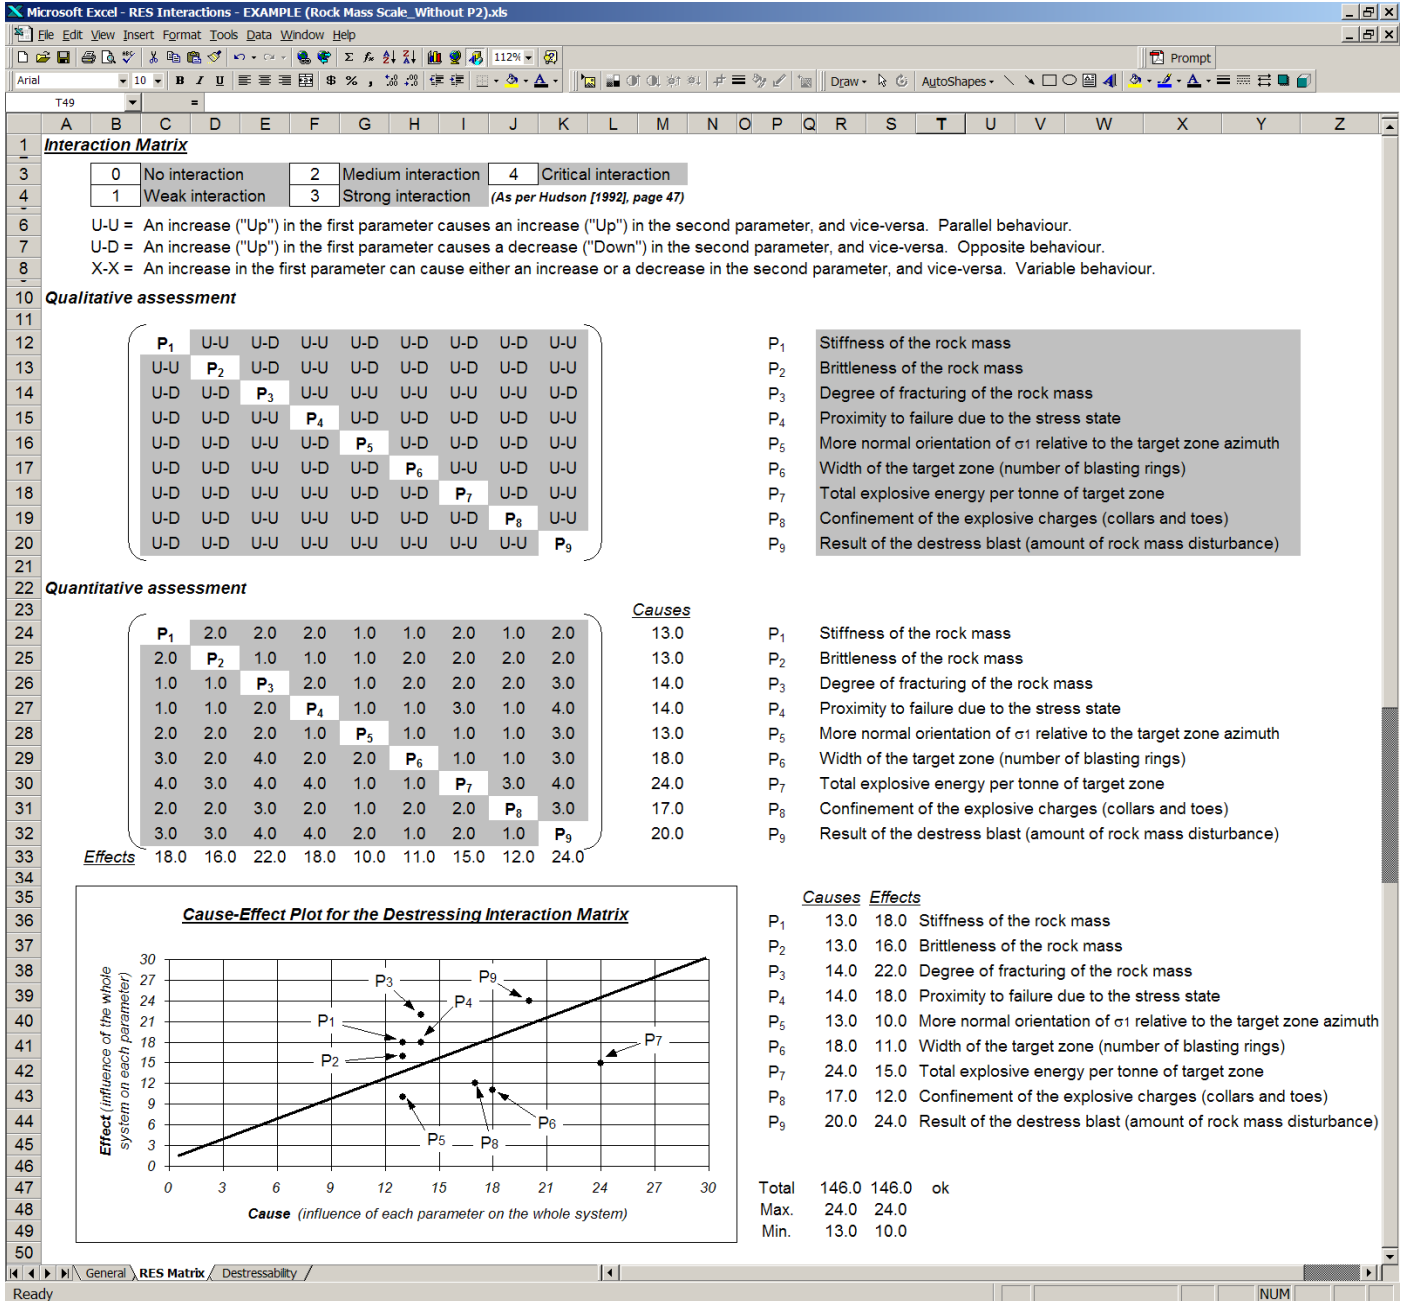 Microsoft Excel - RES Interactions - EXAMPLE (Rock Mass Scale_Without P2).xls
File Edit View Insert Format Tools Data Window Help
112%
Prompt
Arial 10 B I U $ % , Draw AutoShapes
T49 =
A B C D E F G H I J K L M N O P Q R S T U V W X Y Z
1 Interaction Matrix
3 0 No interaction 2 Medium interaction 4 Critical interaction
4 1 Weak interaction 3 Strong interaction (As per Hudson [1992], page 47)
6 U-U = An increase ("Up") in the first parameter causes an increase ("Up") in the second parameter, and vice-versa. Parallel behaviour.
7 U-D = An increase ("Up") in the first parameter causes a decrease ("Down") in the second parameter, and vice-versa. Opposite behaviour.
8 X-X = An increase in the first parameter can cause either an increase or a decrease in the second parameter, and vice-versa. Variable behaviour.
10 Qualitative assessment
11
12 P1 U-U U-D U-U U-D U-D U-D U-D U-U P1 Stiffness of the rock mass
13 U-U P2 U-D U-U U-D U-D U-D U-D U-U P2 Brittleness of the rock mass
14 U-D U-D P3 U-U U-U U-U U-U U-U U-D P3 Degree of fracturing of the rock mass
15 U-D U-D U-U P4 U-D U-D U-D U-D U-U P4 Proximity to failure due to the stress state
16 U-D U-D U-U U-D P5 U-D U-D U-D U-U P5 More normal orientation of σ1 relative to the target zone azimuth
17 U-D U-D U-U U-D U-D P6 U-U U-D U-U P6 Width of the target zone (number of blasting rings)
18 U-D U-D U-U U-U U-D U-D P7 U-D U-U P7 Total explosive energy per tonne of target zone
19 U-D U-D U-U U-U U-D U-D U-D P8 U-U P8 Confinement of the explosive charges (collars and toes)
20 U-D U-D U-U U-U U-U U-U U-U U-U P9 P9 Result of the destress blast (amount of rock mass disturbance)
21
22 Quantitative assessment
23 Causes
24 P1 2.0 2.0 2.0 1.0 1.0 2.0 1.0 2.0 13.0 P1 Stiffness of the rock mass
25 2.0 P2 1.0 1.0 1.0 2.0 2.0 2.0 2.0 13.0 P2 Brittleness of the rock mass
26 1.0 1.0 P3 2.0 1.0 2.0 2.0 2.0 3.0 14.0 P3 Degree of fracturing of the rock mass
27 1.0 1.0 2.0 P4 1.0 1.0 3.0 1.0 4.0 14.0 P4 Proximity to failure due to the stress state
28 2.0 2.0 2.0 1.0 P5 1.0 1.0 1.0 3.0 13.0 P5 More normal orientation of σ1 relative to the target zone azimuth
29 3.0 2.0 4.0 2.0 2.0 P6 1.0 1.0 3.0 18.0 P6 Width of the target zone (number of blasting rings)
30 4.0 3.0 4.0 4.0 1.0 1.0 P7 3.0 4.0 24.0 P7 Total explosive energy per tonne of target zone
31 2.0 2.0 3.0 2.0 1.0 2.0 2.0 P8 3.0 17.0 P8 Confinement of the explosive charges (collars and toes)
32 3.0 3.0 4.0 4.0 2.0 1.0 2.0 1.0 P9 20.0 P9 Result of the destress blast (amount of rock mass disturbance)
33 Effects 18.0 16.0 22.0 18.0 10.0 11.0 15.0 12.0 24.0
34
35 Causes Effects
36 P1 13.0 18.0 Stiffness of the rock mass
37 P2 13.0 16.0 Brittleness of the rock mass
38 P3 14.0 22.0 Degree of fracturing of the rock mass
39 P4 14.0 18.0 Proximity to failure due to the stress state
40 P5 13.0 10.0 More normal orientation of σ1 relative to the target zone azimuth
41 P6 18.0 11.0 Width of the target zone (number of blasting rings)
42 P7 24.0 15.0 Total explosive energy per tonne of target zone
43 P8 17.0 12.0 Confinement of the explosive charges (collars and toes)
44 P9 20.0 24.0 Result of the destress blast (amount of rock mass disturbance)
45
46
47 Total 146.0 146.0 ok
48 Max. 24.0 24.0
49 Min. 13.0 10.0
50
Cause-Effect Plot for the Destressing Interaction Matrix
Effect (influence of the whole
system on each parameter)
30
27
24
21
18
15
12
9
6
3
0
P3 P9
P4
P1
P7
P2
P6
P5 P8
0 3 6 9 12 15 18 21 24 27 30
Cause (influence of each parameter on the whole system)
General RES Matrix Destressability
Ready NUM